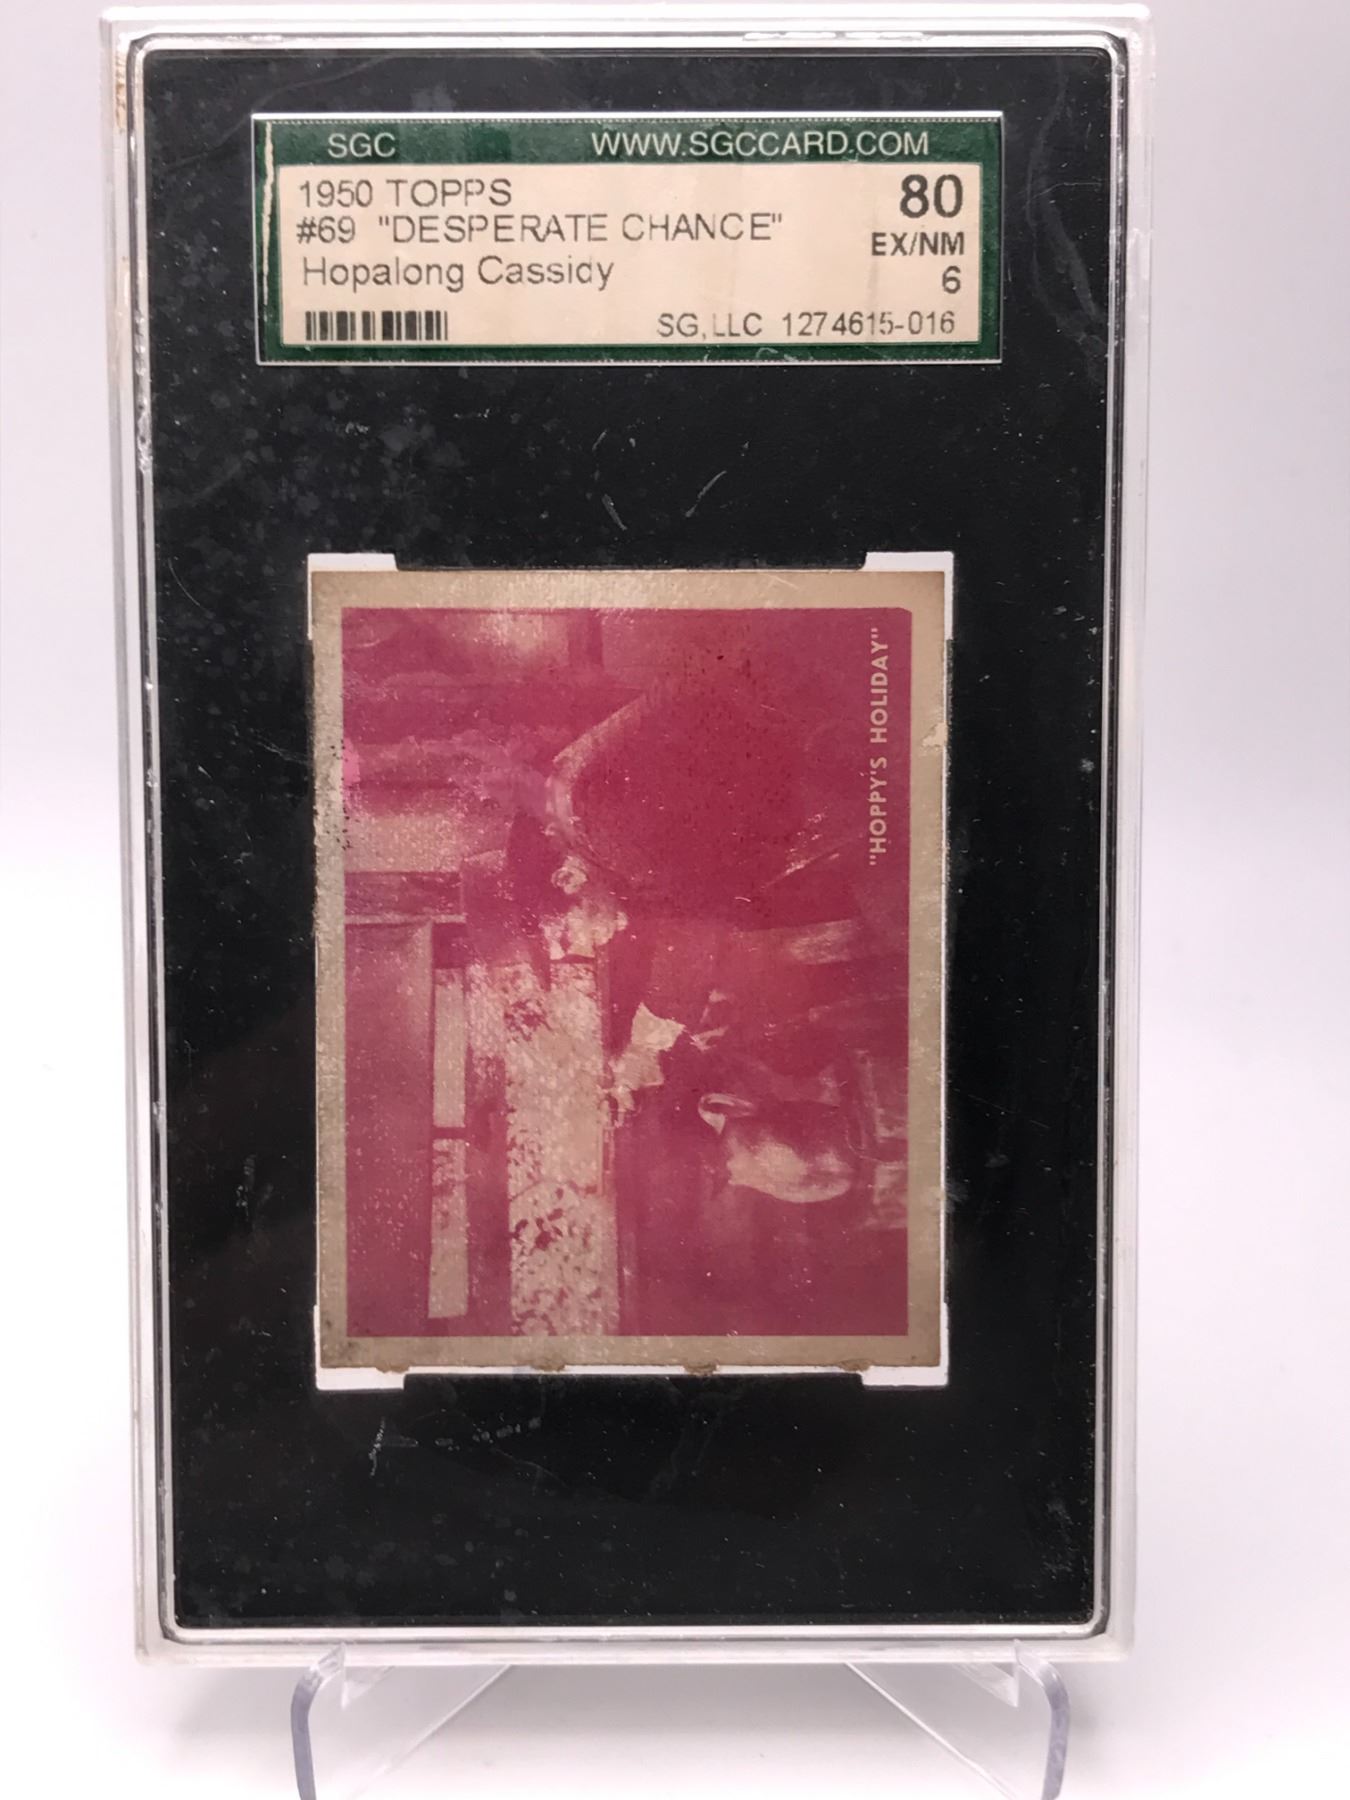 SGC WWW.SGCCARD.COM
1950 TOPPS 80
#69 "DESPERATE CHANCE" EX/NM
Hopalong Cassidy 6
SG, LLC 1274615-016
"HOPPY'S HOLIDAY"